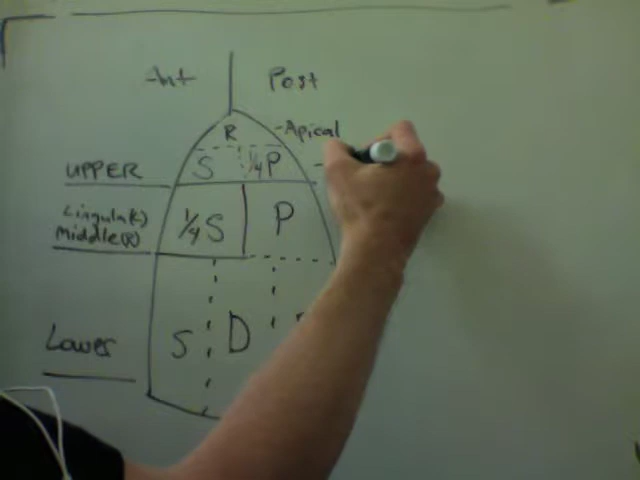 Ant Post
R
-Apical
UPPER S 1/4P -
Lingula(L)
Middle(R) 1/4S P
Lower S D